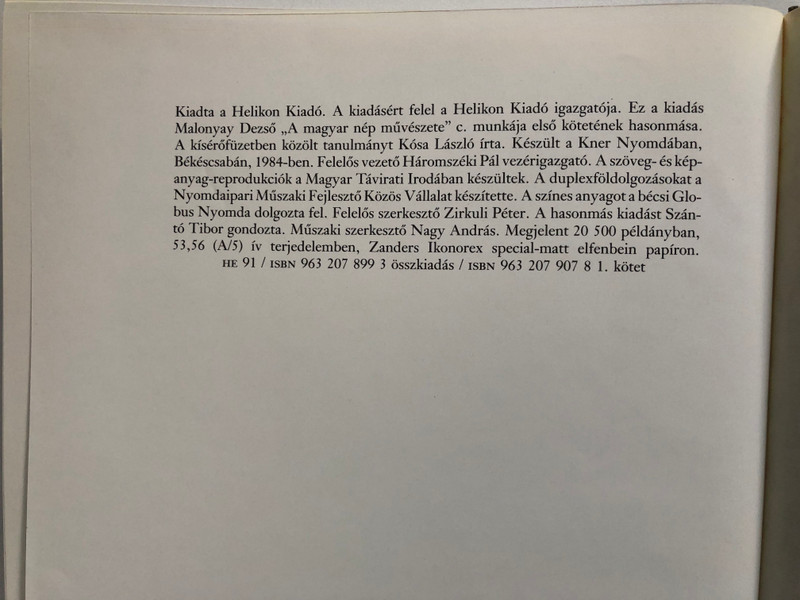 Kiadta a Helikon Kiadó. A kiadásért felel a Helikon Kiadó igazgatója. Ez a kiadás
Malonyay Dezső „A magyar nép művészete” c. munkája első kötetének hasonmása.
A kísérőfüzetben közölt tanulmányt Kósa László írta. Készült a Kner Nyomdában,
Békéscsabán, 1984-ben. Felelős vezető Háromszéki Pál vezérigazgató. A szöveg- és kép-
anyag-reprodukciók a Magyar Távirati Irodában készültek. A duplexföldolgozásokat a
Nyomdaipari Műszaki Fejlesztő Közös Vállalat készítette. A színes anyagot a bécsi Glo-
bus Nyomda dolgozta fel. Felelős szerkesztő Zirkuli Péter. A hasonmás kiadást Szán-
tó Tibor gondozta. Műszaki szerkesztő Nagy András. Megjelent 20 500 példányban,
53,56 (A/5) ív terjedelemben, Zanders Ikonorex special-matt elfenbein papíron.
HE 91 / ISBN 963 207 899 3 összkiadás / ISBN 963 207 907 8 1. kötet